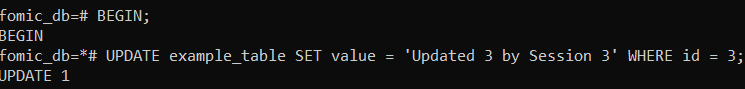 fomic_db=# BEGIN;
BEGIN
fomic_db=*# UPDATE example_table SET value = 'Updated 3 by Session 3' WHERE id = 3;
UPDATE 1